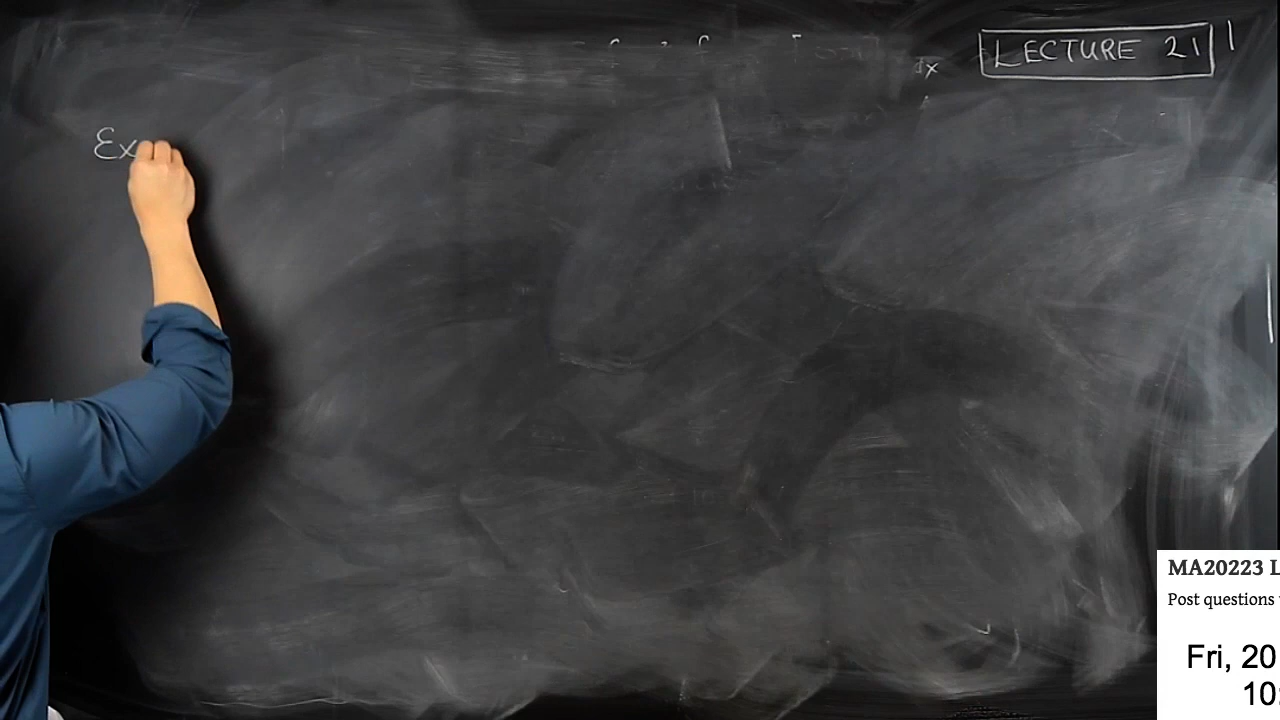 LECTURE 21
Ex
MA20223 L
Post questions
Fri, 20
10: